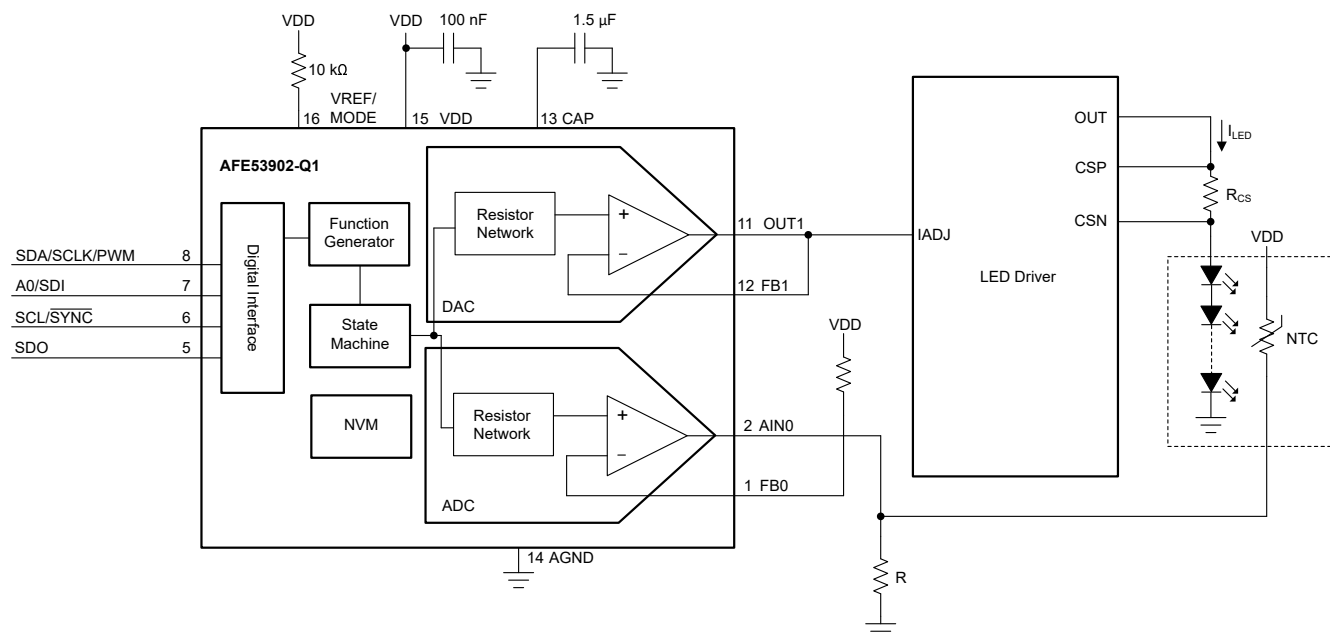 VDD
VDD
100 nF
1.5 µF
10 kΩ
VREF/
MODE
16
15 VDD
13 CAP
AFE53902-Q1
Digital Interface
Function
Generator
State
Machine
NVM
Resistor
Network
+
−
DAC
Resistor
Network
+
−
ADC
SDA/SCLK/PWM 8
A0/SDI 7
SCL/SYNC 6
SDO 5
11 OUT1
12 FB1
VDD
2 AIN0
1 FB0
14 AGND
R
IADJ
LED Driver
OUT
CSP
CSN
ILED
RCS
VDD
NTC